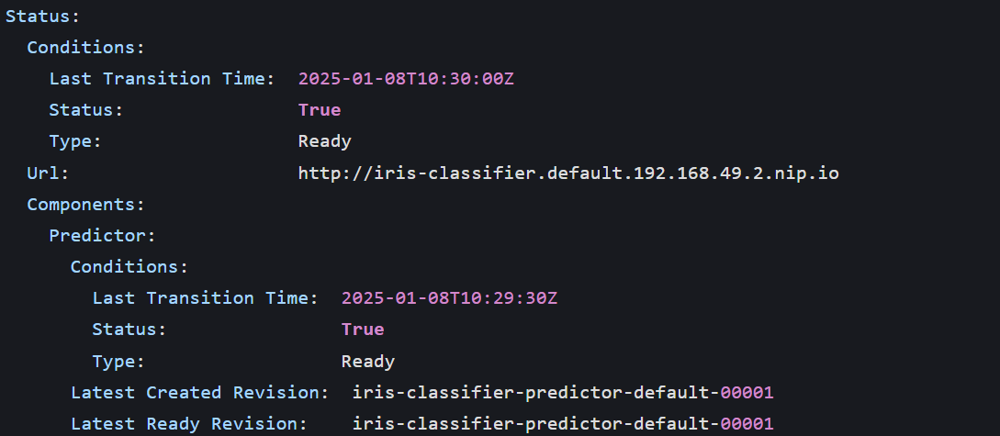 Status:
  Conditions:
    Last Transition Time:  2025-01-08T10:30:00Z
    Status:                True
    Type:                  Ready
  Url:                     http://iris-classifier.default.192.168.49.2.nip.io
  Components:
    Predictor:
      Conditions:
        Last Transition Time:  2025-01-08T10:29:30Z
        Status:                True
        Type:                  Ready
      Latest Created Revision:  iris-classifier-predictor-default-00001
      Latest Ready Revision:    iris-classifier-predictor-default-00001